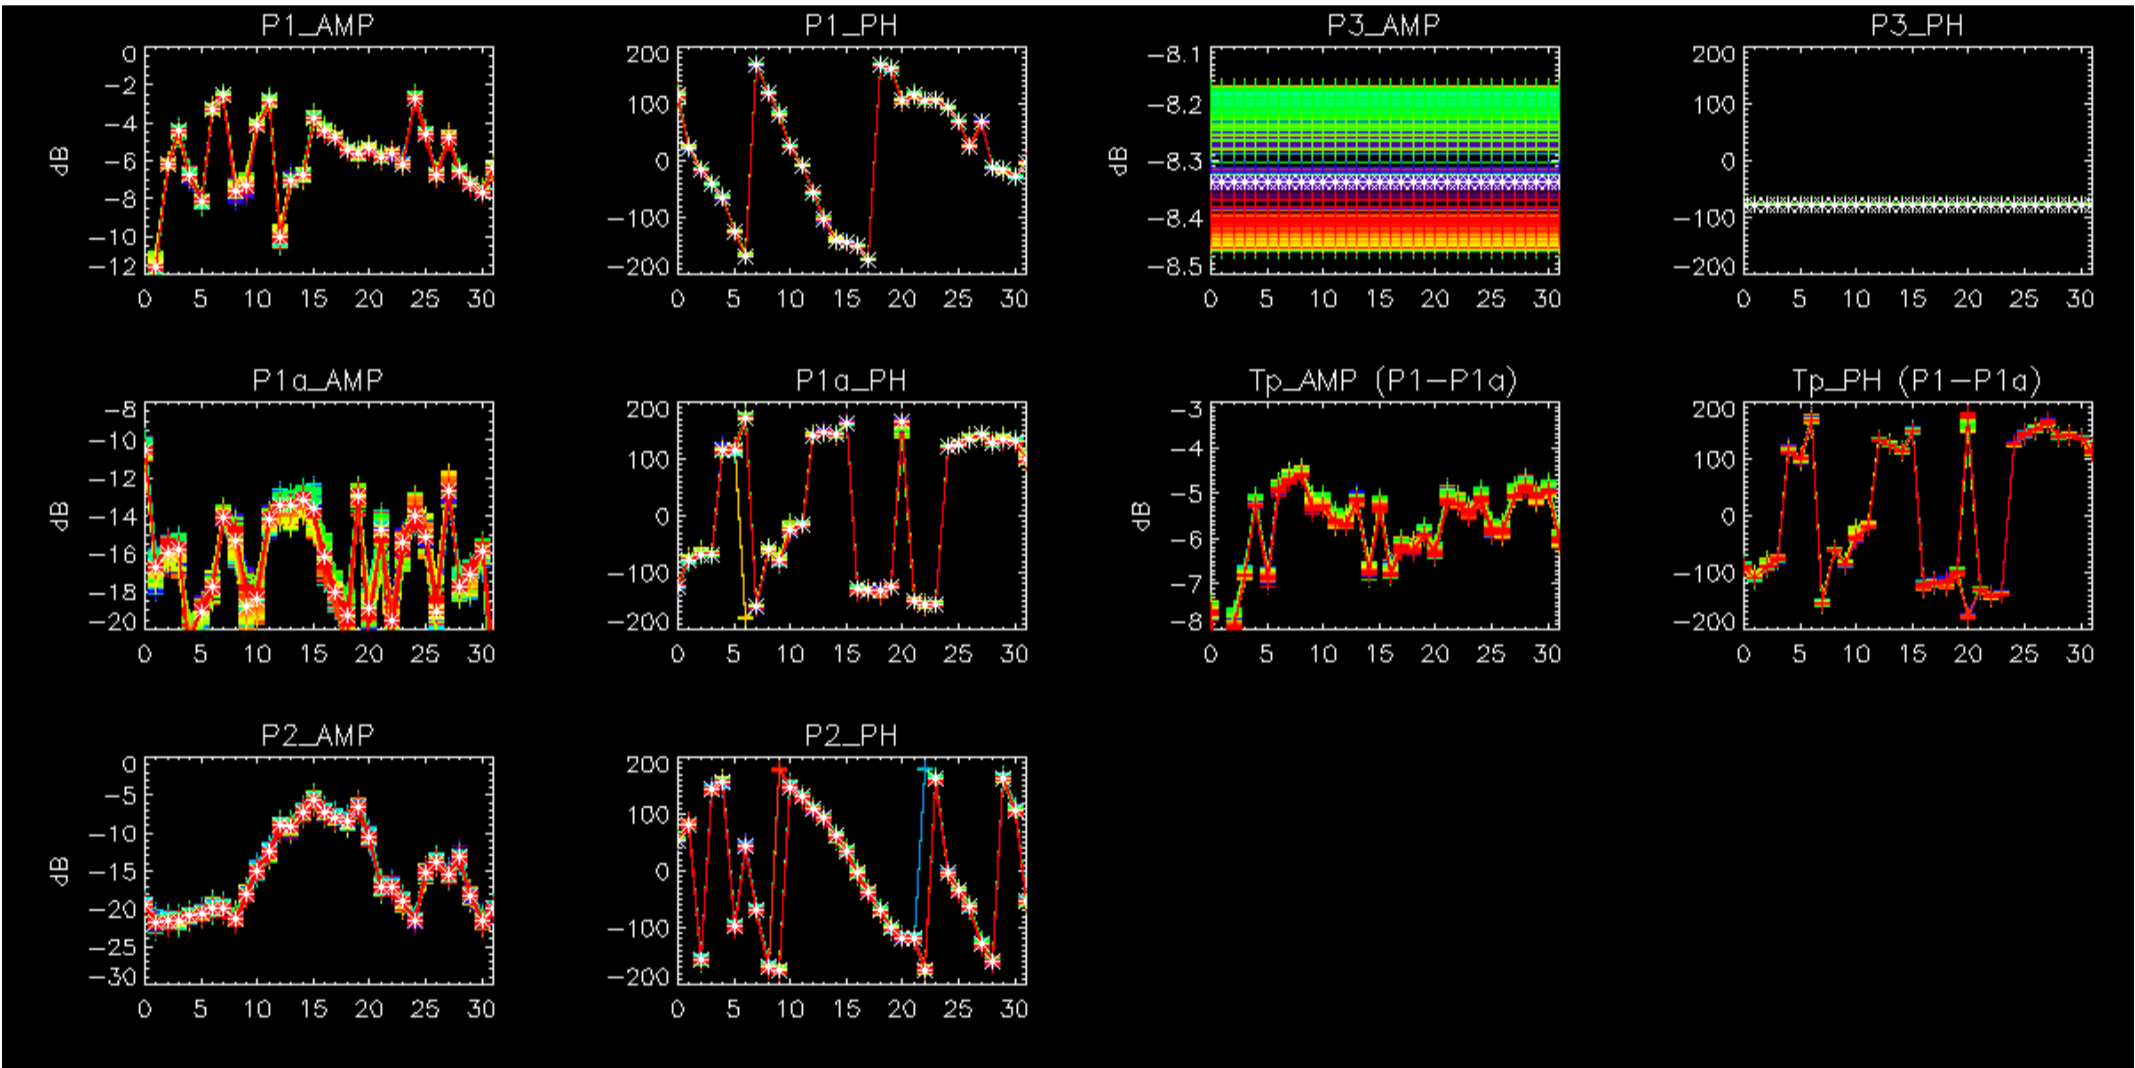 P1_AMP
0
−2
−4
−6
−8
−10
−12
dB
0 5 10 15 20 25 30
P1_PH
200
100
0
−100
−200
0 5 10 15 20 25 30
P3_AMP
−8.1
−8.2
−8.3
−8.4
−8.5
dB
0 5 10 15 20 25 30
P3_PH
200
100
0
−100
−200
0 5 10 15 20 25 30
P1a_AMP
−8
−10
−12
−14
−16
−18
−20
dB
0 5 10 15 20 25 30
P1a_PH
200
100
0
−100
−200
0 5 10 15 20 25 30
Tp_AMP (P1−P1a)
−3
−4
−5
−6
−7
−8
dB
0 5 10 15 20 25 30
Tp_PH (P1−P1a)
200
100
0
−100
−200
0 5 10 15 20 25 30
P2_AMP
0
−5
−10
−15
−20
−25
−30
dB
0 5 10 15 20 25 30
P2_PH
200
100
0
−100
−200
0 5 10 15 20 25 30